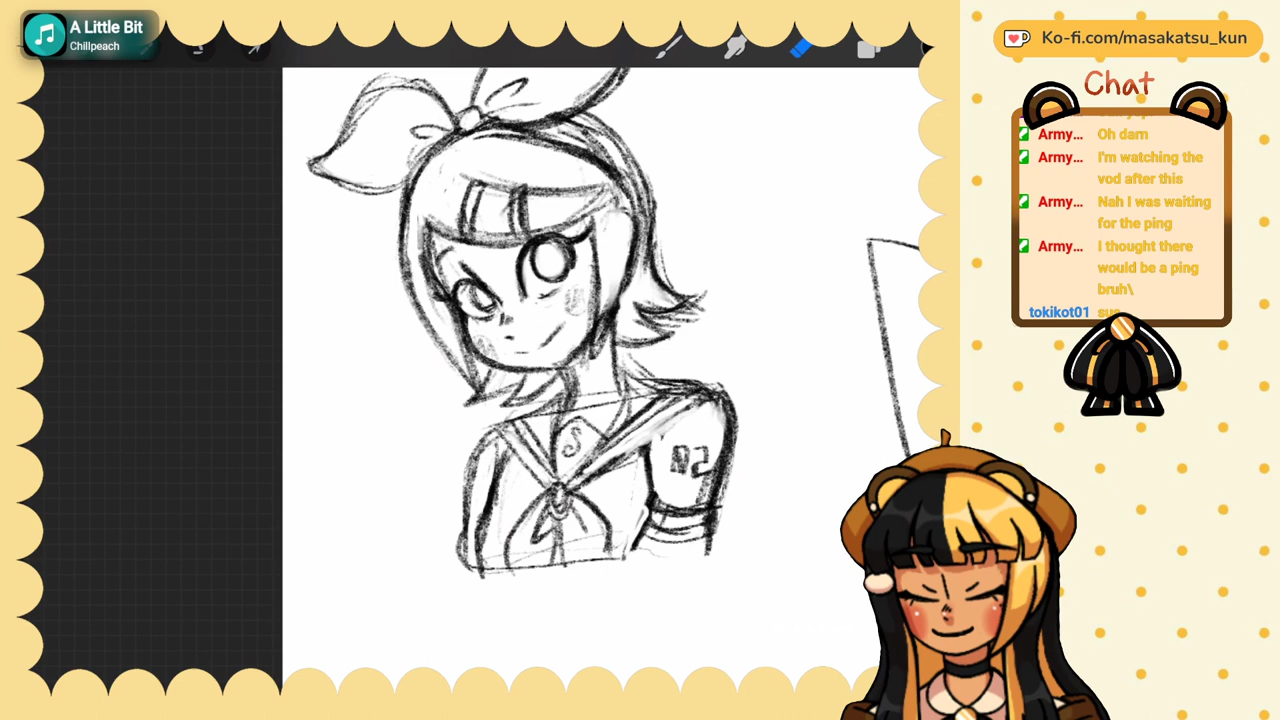 A Little Bit
Chillpeach
Ko-fi.com/masakatsu_kun
Chat
Army... Oh darn
Army... I'm watching the
vod after this
Army... Nah I was waiting
for the ping
Army... I thought there
would be a ping
bruh\
tokikot01
S
02